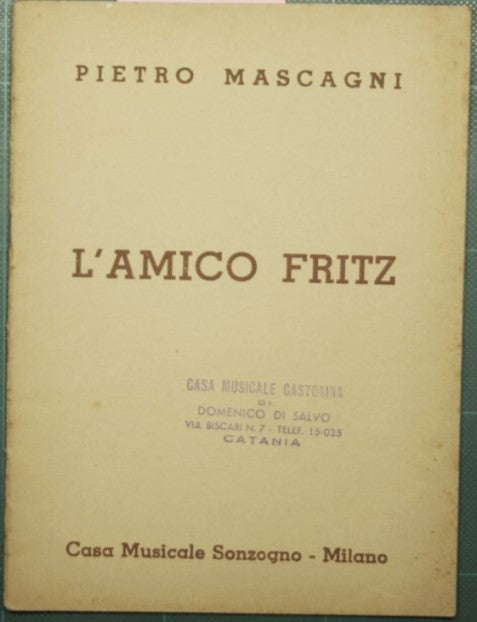 PIETRO MASCAGNI
L'AMICO FRITZ
CASA MUSICALE CASTORINA
DI
DOMENICO DI SALVO
VIA BISCARI N. 7 - TELEF. 15-035
CATANIA
Casa Musicale Sonzogno - Milano